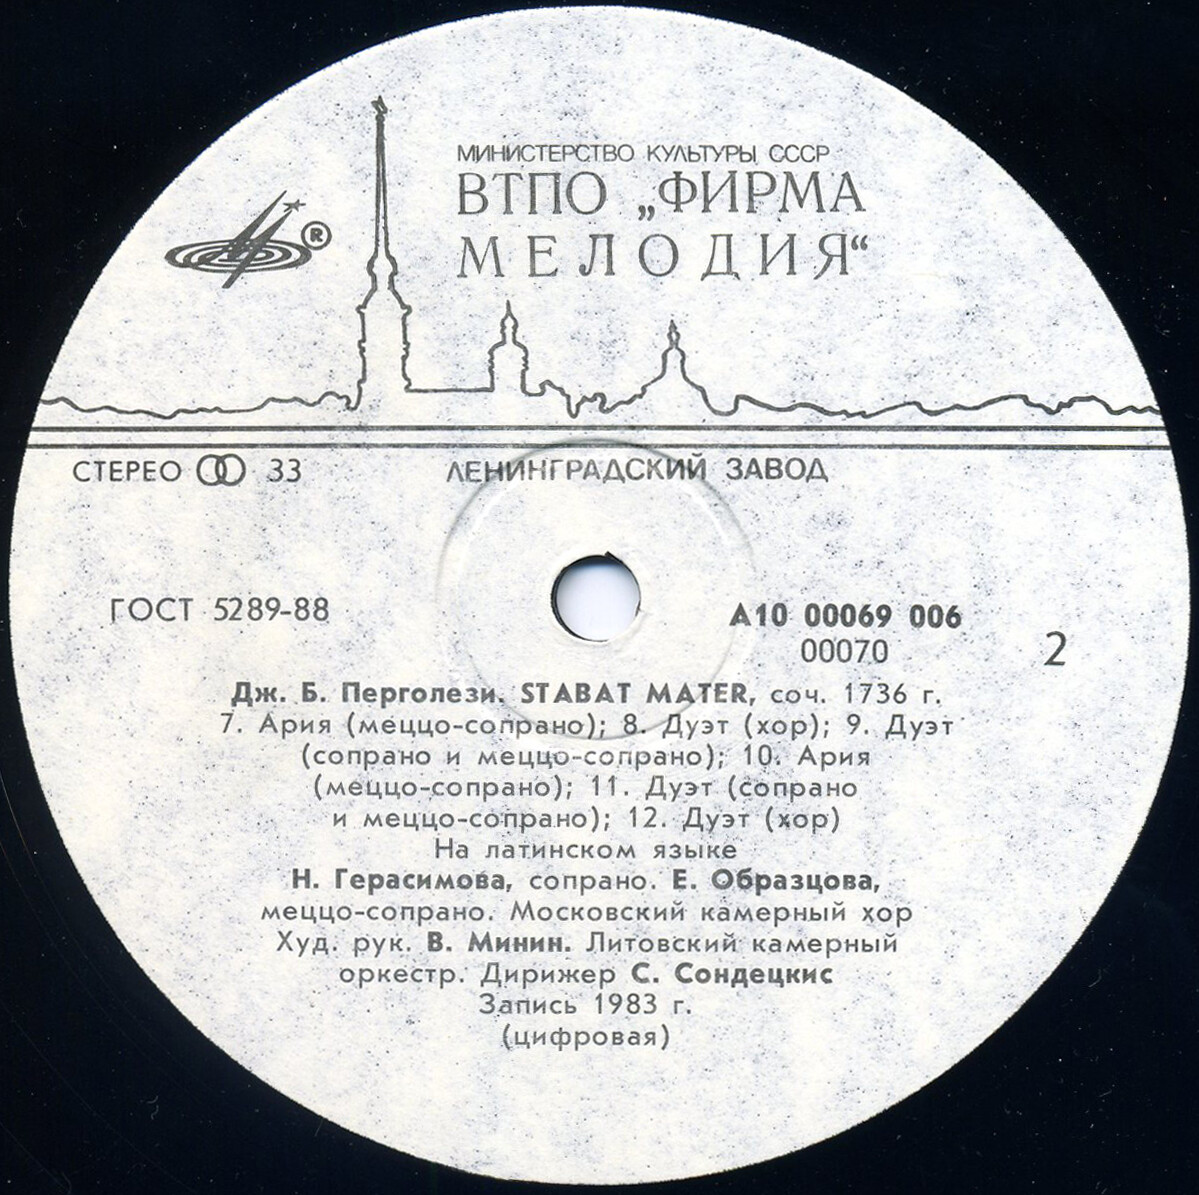 МИНИСТЕРСТВО КУЛЬТУРЫ СССР
ВТПО „ФИРМА
МЕЛОДИЯ“
®
СТЕРЕО 33
ЛЕНИНГРАДСКИЙ ЗАВОД
ГОСТ 5289-88
А10 00069 006
00070
2
Дж. Б. Перголези. STABAT MATER, соч. 1736 г.
7. Ария (меццо-сопрано); 8. Дуэт (хор); 9. Дуэт
(сопрано и меццо-сопрано); 10. Ария
(меццо-сопрано); 11. Дуэт (сопрано
и меццо-сопрано); 12. Дуэт (хор)
На латинском языке
Н. Герасимова, сопрано. Е. Образцова,
меццо-сопрано. Московский камерный хор
Худ. рук. В. Минин. Литовский камерный
оркестр. Дирижер С. Сондецкис
Запись 1983 г.
(цифровая)